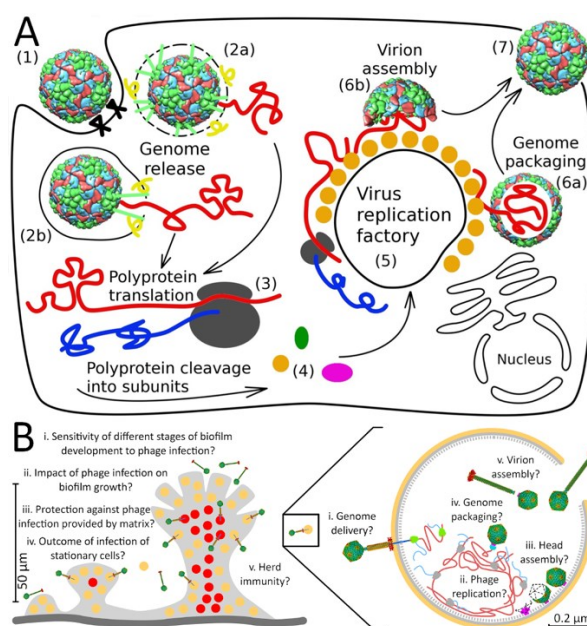 A
(1)
(2a)
Genome
release
(2b)
Polyprotein
translation
(3)
Polyprotein cleavage
into subunits
(4)
Virion
assembly
(6b)
(7)
Genome
packaging
(6a)
Virus
replication
factory
(5)
Nucleus
B
i. Sensitivity of different stages of biofilm
development to phage infection?
ii. Impact of phage infection on
biofilm growth?
iii. Protection against phage
infection provided by matrix?
iv. Outcome of infection of
stationary cells?
v. Herd
immunity?
50 µm
i. Genome
delivery?
v. Virion
assembly?
iv. Genome
packaging?
iii. Head
assembly?
ii. Phage
replication?
0.2 µm